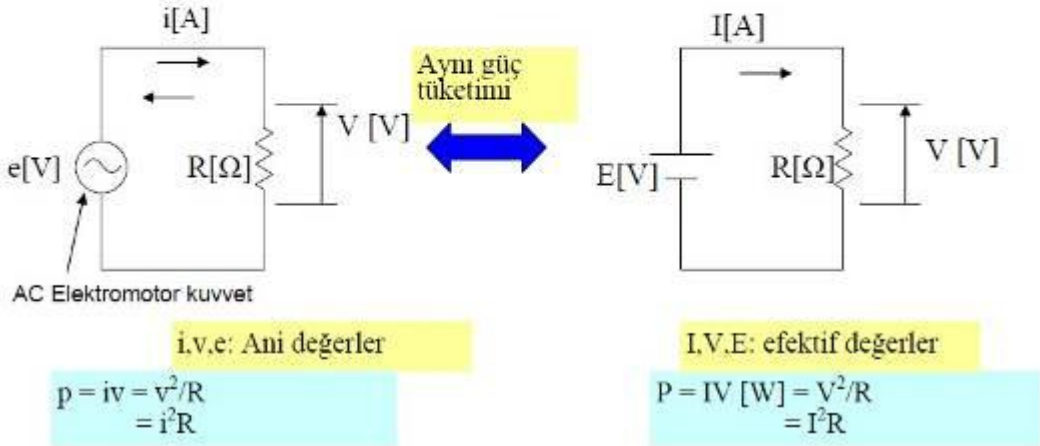 i[A]
I[A]
Aynı güç
tüketimi
e[V]
R[Ω]
V [V]
E[V]
R[Ω]
V [V]
AC Elektromotor kuvvet
i,v,e: Ani değerler
I,V,E: efektif değerler
p = iv = v²/R
= i²R
P = IV [W] = V²/R
= I²R